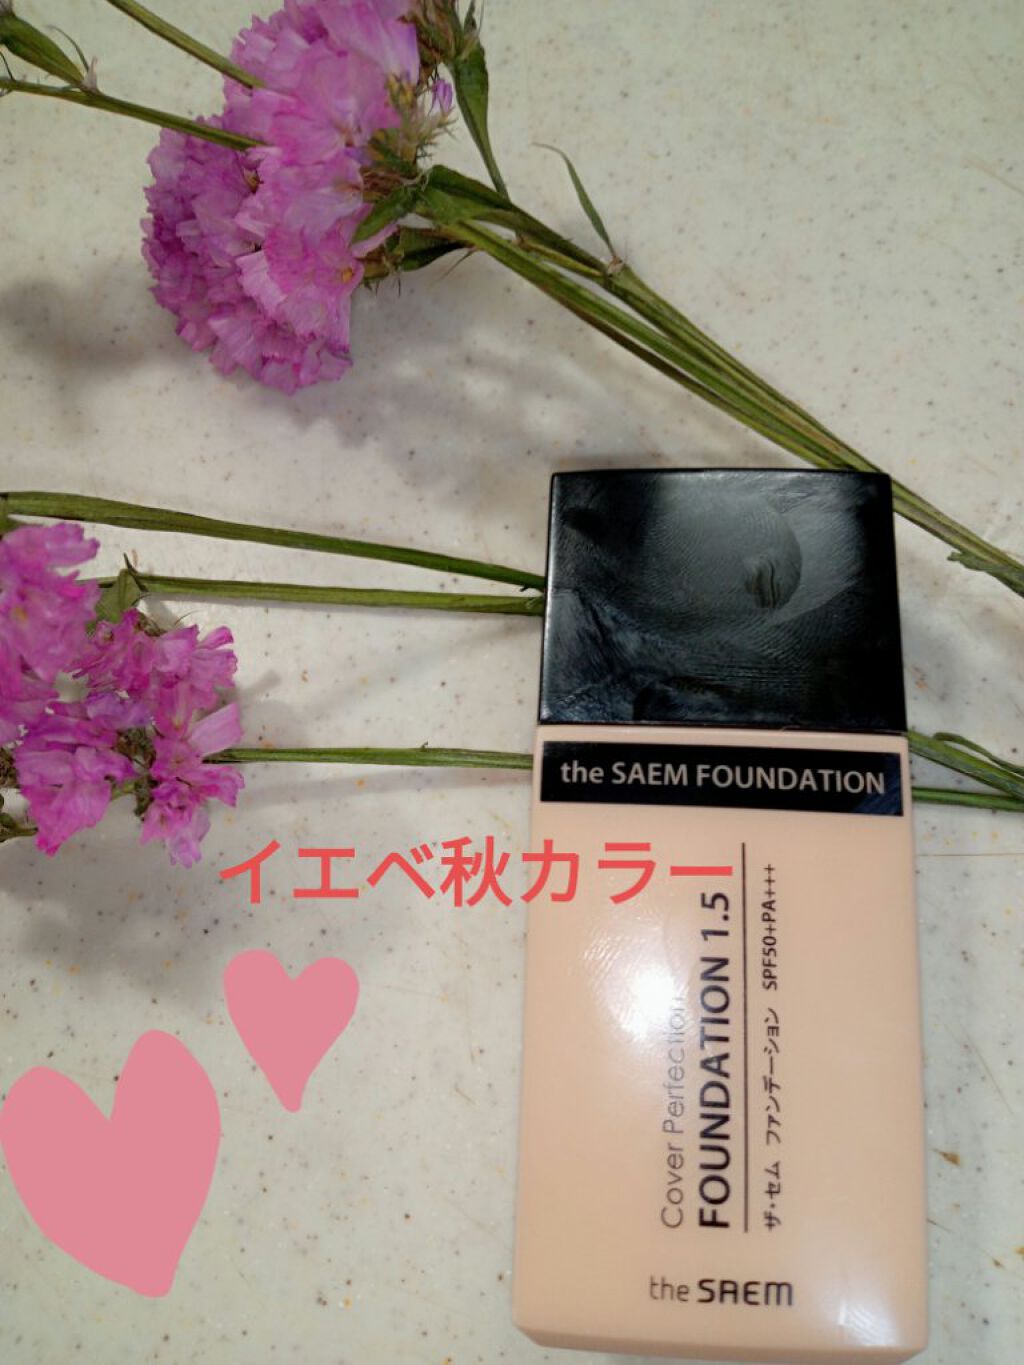 the SAEM FOUNDATION
イエベ秋カラー
Cover Perfection
FOUNDATION 1.5
ザ・セム ファンデーション SPF50+PA+++
the SAEM